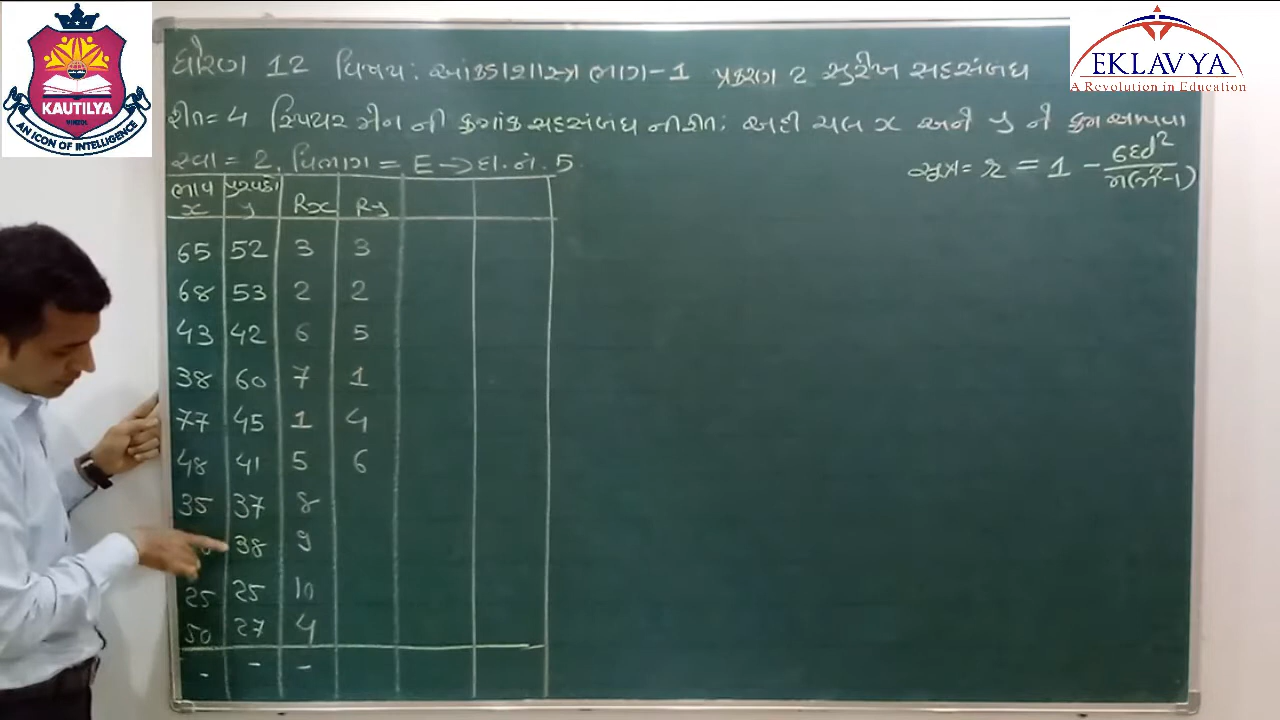 KAUTILYA
AN ICON OF INTELLIGENCE
EKLAVYA
A Revolution in Education
ધોરણ 12 વિષય: આંકડાશાસ્ત્ર ભાગ-1 પ્રકરણ 2 સુરેખ સહસંબંધ
રીત= 4 સ્પિયરમેન ની ક્રમાંક સહસંબંધ ની રીત: અહી ચલ x અને y ને ક્રમ આપવા
સ્વા = 2, વિભાગ = E → દા.નં. 5
સૂત્ર= r = 1 - 6Σd² / n(n²-1)
ભાવ પુરવઠો
x y Rx Ry
65 52 3 3
68 53 2 2
43 42 6 5
38 60 7 1
77 45 1 4
48 41 5 6
35 37 8
38 9
25 25 10
50 27 4
- - -